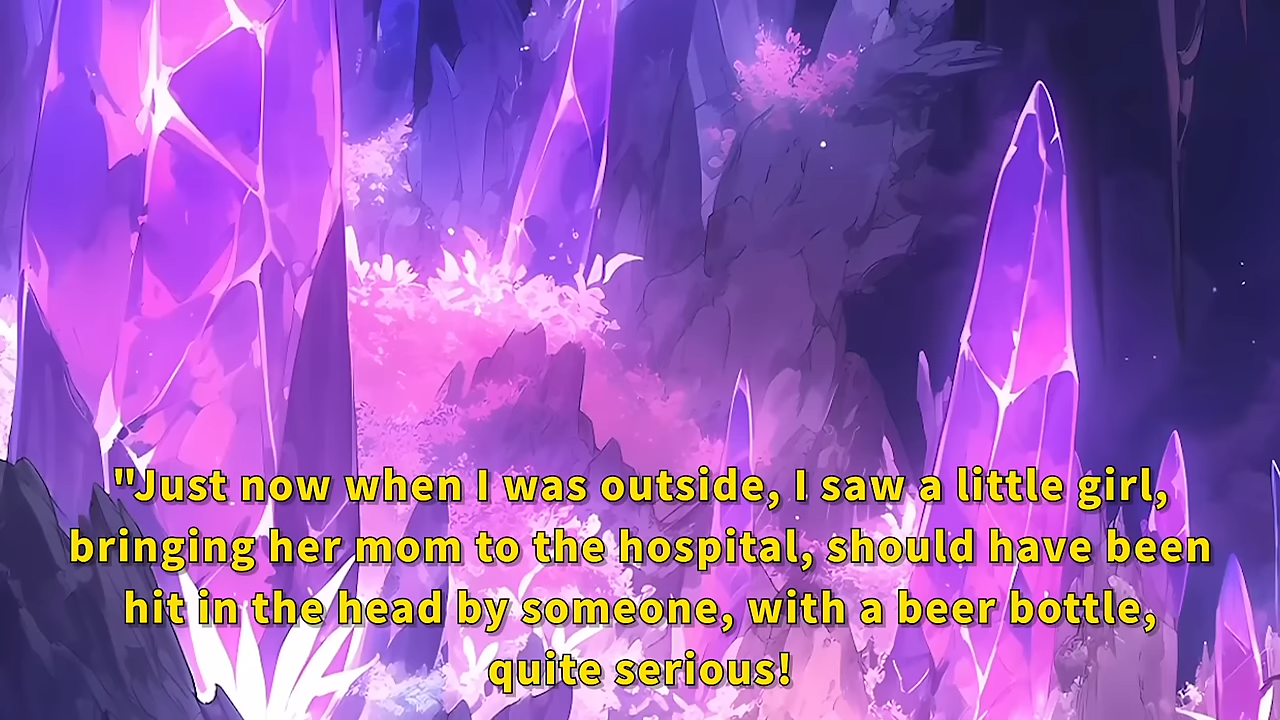 "Just now when I was outside, I saw a little girl,
bringing her mom to the hospital, should have been
hit in the head by someone, with a beer bottle,
quite serious!